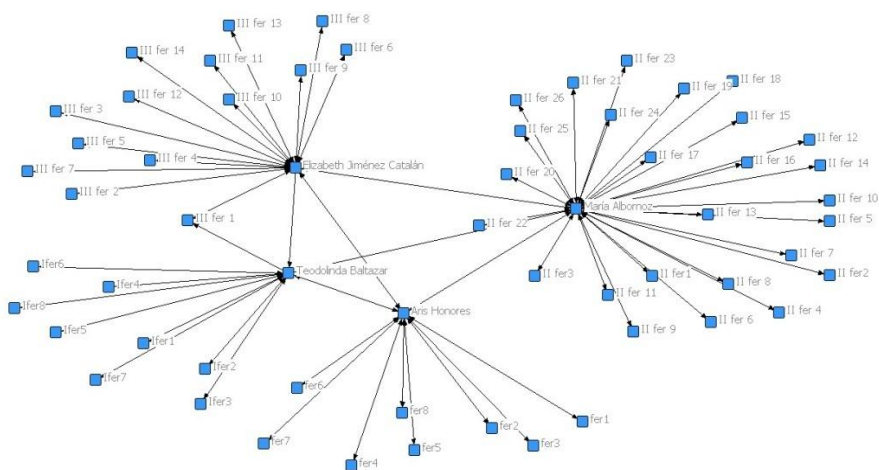 III fer 8
III fer 13
III fer 6
III fer 14
III fer 11
III fer 9
III fer 12
III fer 10
III fer 3
III fer 5
III fer 4
III fer 7
III fer 2
Elizabeth Jiménez Catalán
III fer 1
II fer 23
II fer 21
II fer 18
II fer 19
II fer 26
II fer 24
II fer 15
II fer 25
II fer 12
II fer 17
II fer 16
II fer 14
II fer 20
II fer 10
María Albornoz
II fer 13
II fer 5
II fer 22
II fer 7
II fer3
II fer1
II fer2
II fer 8
II fer 11
II fer 4
II fer 6
II fer 9
Teodolinda Baltazar
Ifer6
Ifer4
Ifer8
Ifer5
Ifer1
Ifer7
Ifer2
Ifer3
Aris Honores
fer6
fer8
fer1
fer2
fer7
fer5
fer3
fer4